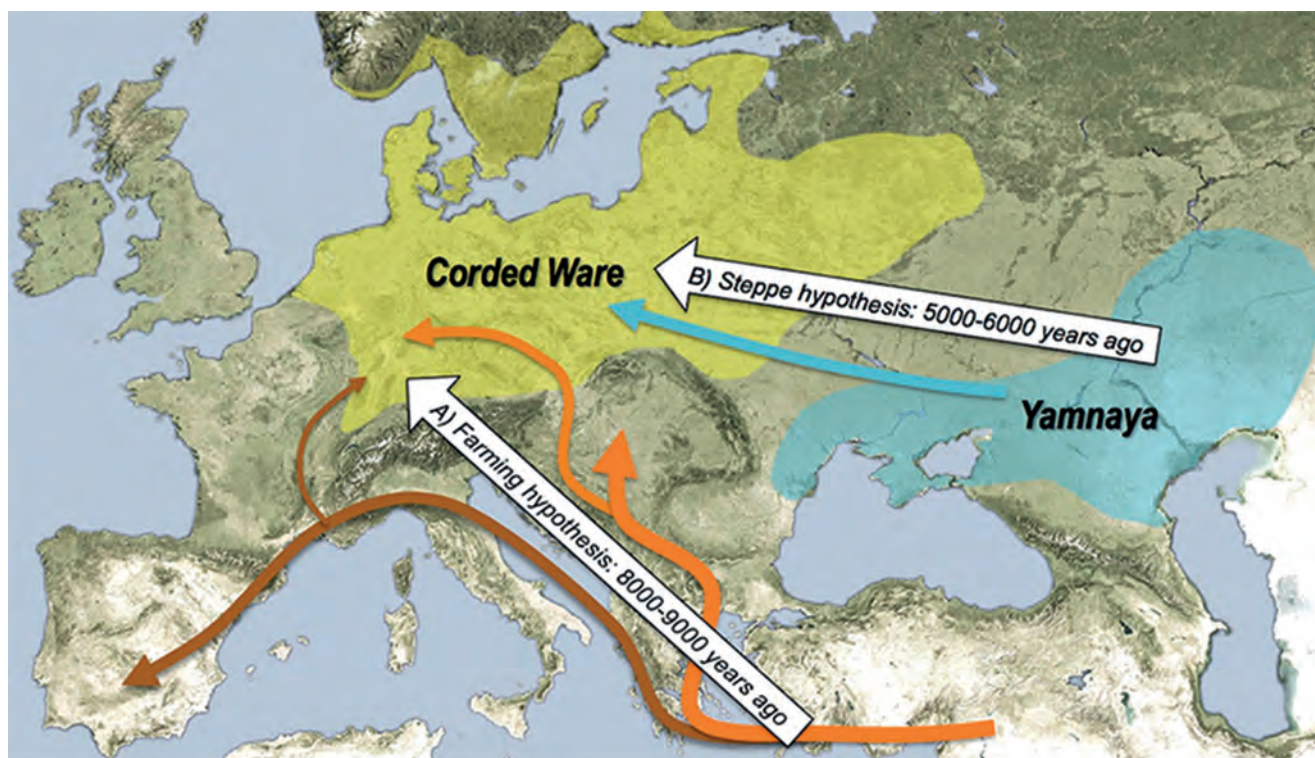 Corded Ware
B) Steppe hypothesis: 5000-6000 years ago
Yamnaya
A) Farming hypothesis: 8000-9000 years ago